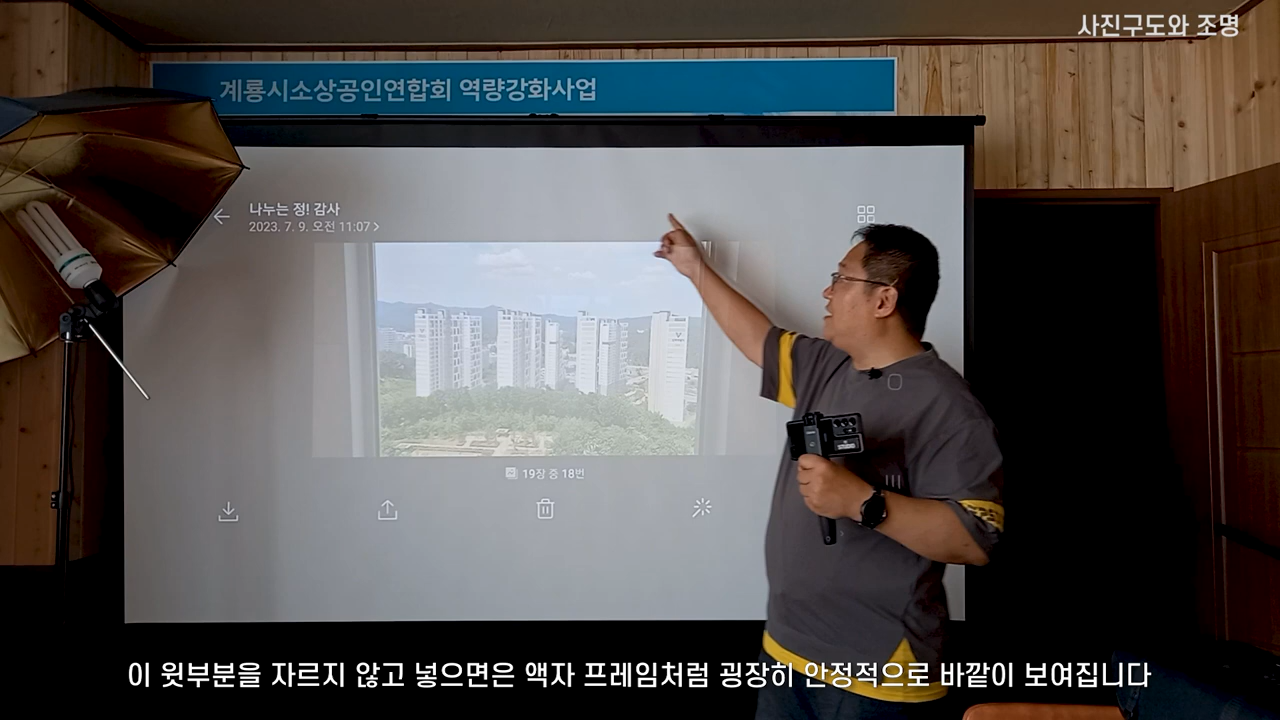 사진구도와 조명
계룡시소상공인연합회 역량강화사업
나누는 정! 감사
2023. 7. 9. 오전 11:07 >
19장 중 18번
이 윗부분을 자르지 않고 넣으면은 액자 프레임처럼 굉장히 안정적으로 바깥이 보여집니다